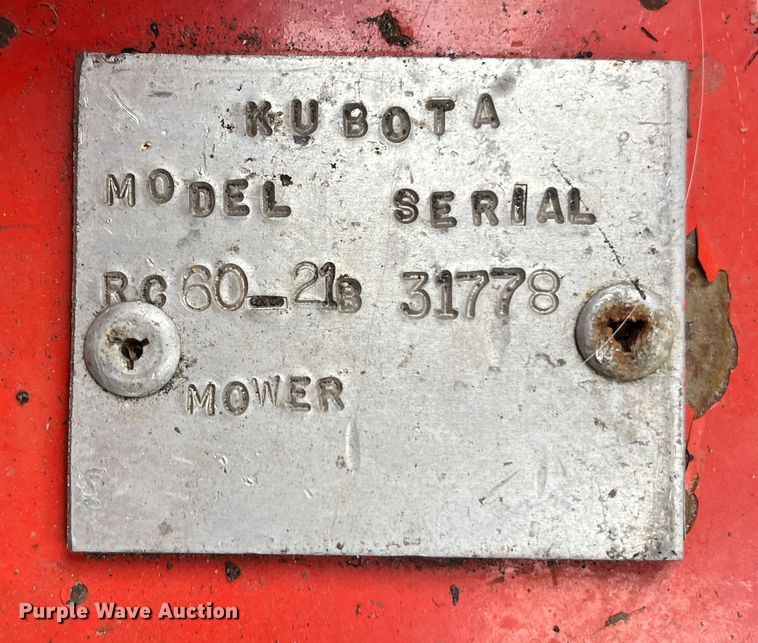 KUBOTA
MODEL SERIAL
RC60-21B 31778
MOWER
Purple Wave Auction